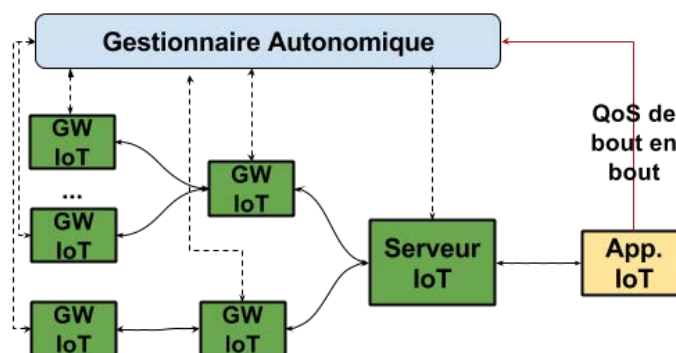 Gestionnaire Autonomique
QoS de
bout en
bout
GW
IoT
...
GW
IoT
GW
IoT
GW
IoT
GW
IoT
Serveur
IoT
App.
IoT